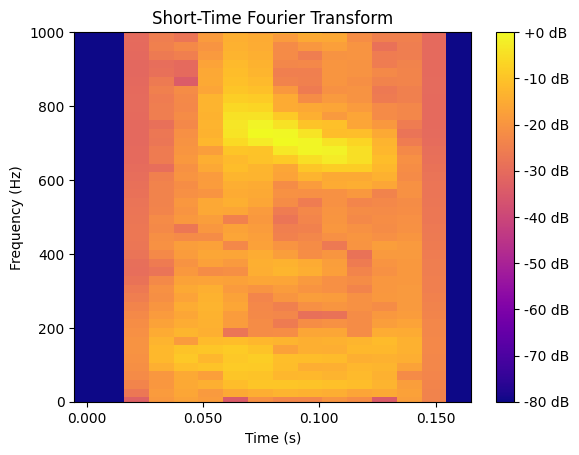 Short-Time Fourier Transform
1000
800
600
400
200
0
Frequency (Hz)
0.000
0.050
0.100
0.150
Time (s)
+0 dB
-10 dB
-20 dB
-30 dB
-40 dB
-50 dB
-60 dB
-70 dB
-80 dB